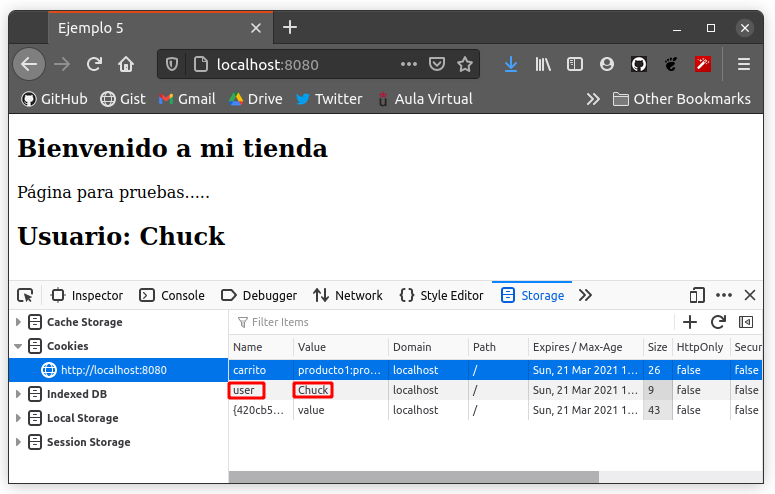 Ejemplo 5
localhost:8080
GitHub Gist Gmail Drive Twitter Aula Virtual Other Bookmarks
Bienvenido a mi tienda
Página para pruebas.....
Usuario: Chuck
Inspector Console Debugger Network Style Editor Storage
Cache Storage
Cookies
http://localhost:8080
Indexed DB
Local Storage
Session Storage
Filter Items
Name Value Domain Path Expires / Max-Age Size HttpOnly Secur
carrito producto1:pro... localhost / Sun, 21 Mar 2021 1... 26 false false
user Chuck localhost / Sun, 21 Mar 2021 1... 9 false false
{420cb5... value localhost / Sun, 21 Mar 2021 1... 43 false false